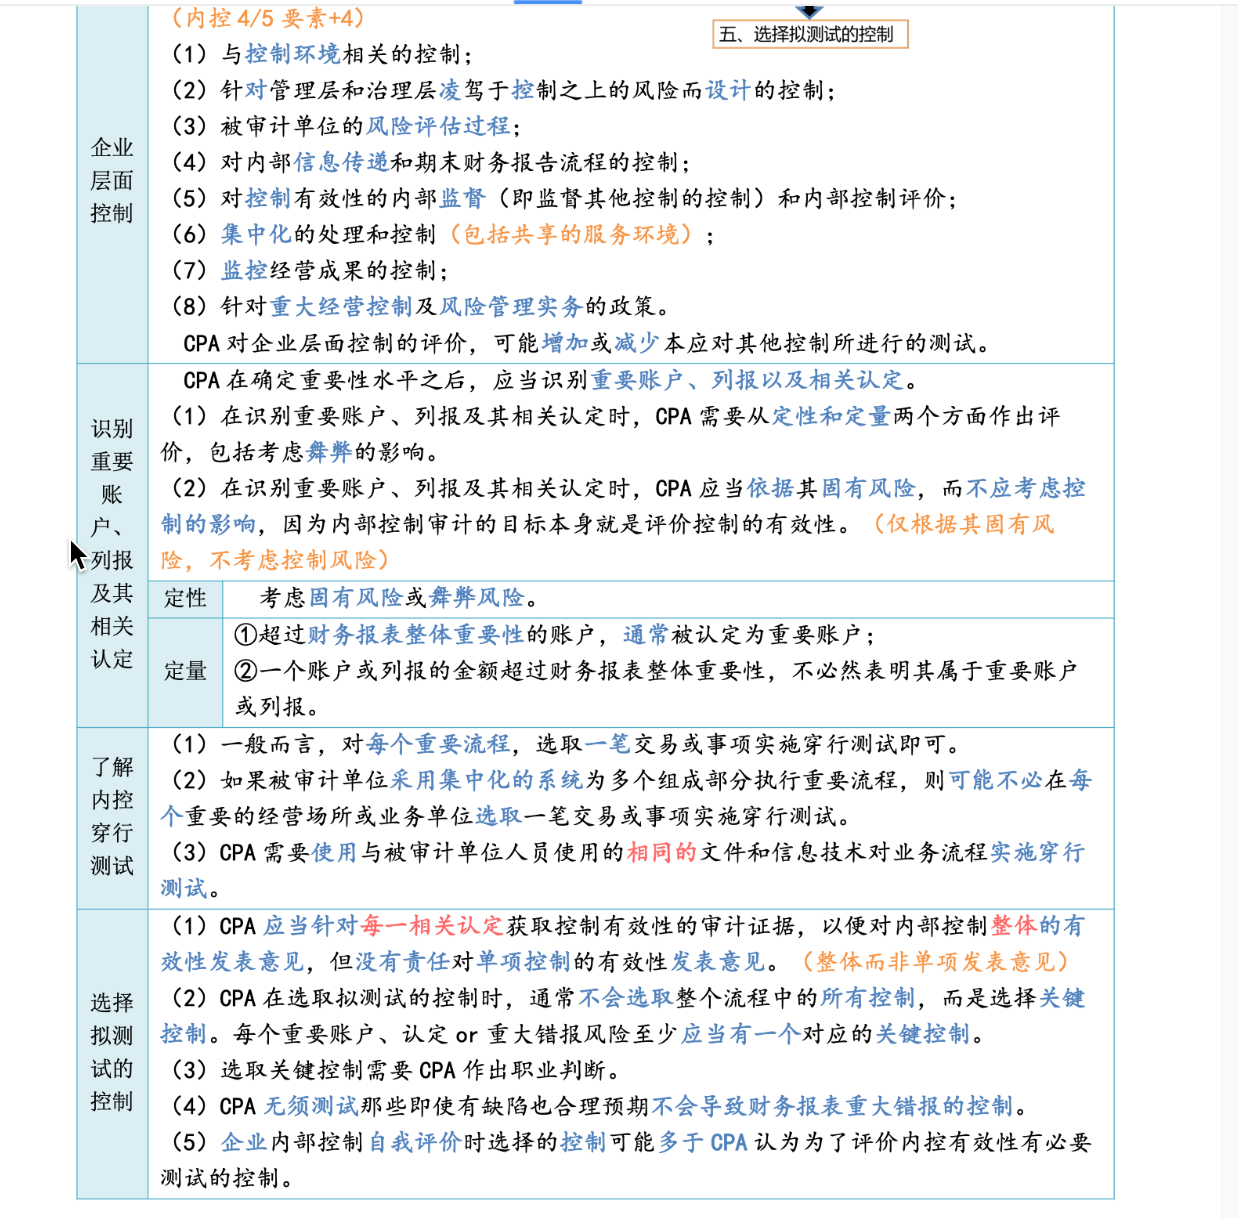 （内控 4/5 要素+4）
五、选择拟测试的控制
企业
层面
控制
（1）与控制环境相关的控制；
（2）针对管理层和治理层凌驾于控制之上的风险而设计的控制；
（3）被审计单位的风险评估过程；
（4）对内部信息传递和期末财务报告流程的控制；
（5）对控制有效性的内部监督（即监督其他控制的控制）和内部控制评价；
（6）集中化的处理和控制（包括共享的服务环境）；
（7）监控经营成果的控制；
（8）针对重大经营控制及风险管理实务的政策。
CPA 对企业层面控制的评价，可能增加或减少本应对其他控制所进行的测试。
识别
重要
账
户、
列报
及其
相关
认定
CPA 在确定重要性水平之后，应当识别重要账户、列报以及相关认定。
（1）在识别重要账户、列报及其相关认定时，CPA 需要从定性和定量两个方面作出评
价，包括考虑舞弊的影响。
（2）在识别重要账户、列报及其相关认定时，CPA 应当依据其固有风险，而不应考虑控
制的影响，因为内部控制审计的目标本身就是评价控制的有效性。（仅根据其固有风
险，不考虑控制风险）
定性
考虑固有风险或舞弊风险。
定量
①超过财务报表整体重要性的账户，通常被认定为重要账户；
②一个账户或列报的金额超过财务报表整体重要性，不必然表明其属于重要账户
或列报。
了解
内控
穿行
测试
（1）一般而言，对每个重要流程，选取一笔交易或事项实施穿行测试即可。
（2）如果被审计单位采用集中化的系统为多个组成部分执行重要流程，则可能不必在每
个重要的经营场所或业务单位选取一笔交易或事项实施穿行测试。
（3）CPA 需要使用与被审计单位人员使用的相同的文件和信息技术对业务流程实施穿行
测试。
选择
拟测
试的
控制
（1）CPA 应当针对每一相关认定获取控制有效性的审计证据，以便对内部控制整体的有
效性发表意见，但没有责任对单项控制的有效性发表意见。（整体而非单项发表意见）
（2）CPA 在选取拟测试的控制时，通常不会选取整个流程中的所有控制，而是选择关键
控制。每个重要账户、认定 or 重大错报风险至少应当有一个对应的关键控制。
（3）选取关键控制需要 CPA 作出职业判断。
（4）CPA 无须测试那些即使有缺陷也合理预期不会导致财务报表重大错报的控制。
（5）企业内部控制自我评价时选择的控制可能多于 CPA 认为为了评价内控有效性有必要
测试的控制。